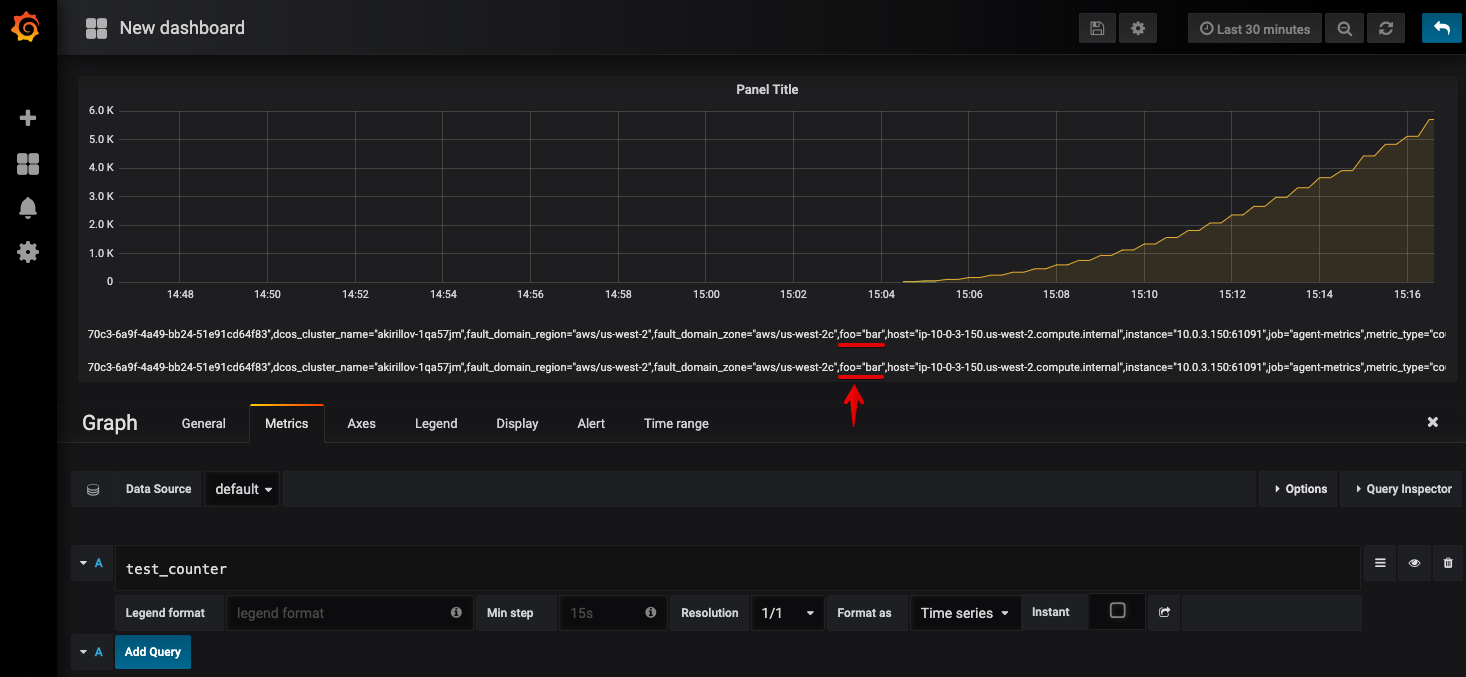 New dashboard
Last 30 minutes
Panel Title
6.0 K
5.0 K
4.0 K
3.0 K
2.0 K
1.0 K
0
14:48 14:50 14:52 14:54 14:56 14:58 15:00 15:02 15:04 15:06 15:08 15:10 15:12 15:14 15:16
70c3-6a9f-4a49-bb24-51e91cd64f83",dcos_cluster_name="akirillov-1qa57jm",fault_domain_region="aws/us-west-2",fault_domain_zone="aws/us-west-2c",foo="bar",host="ip-10-0-3-150.us-west-2.compute.internal",instance="10.0.3.150:61091",job="agent-metrics",metric_type="cou
70c3-6a9f-4a49-bb24-51e91cd64f83",dcos_cluster_name="akirillov-1qa57jm",fault_domain_region="aws/us-west-2",fault_domain_zone="aws/us-west-2c",foo="bar",host="ip-10-0-3-150.us-west-2.compute.internal",instance="10.0.3.150:61091",job="agent-metrics",metric_type="cou
Graph General Metrics Axes Legend Display Alert Time range
Data Source default Options Query Inspector
A test_counter
Legend format legend format Min step 15s Resolution 1/1 Format as Time series Instant
A Add Query